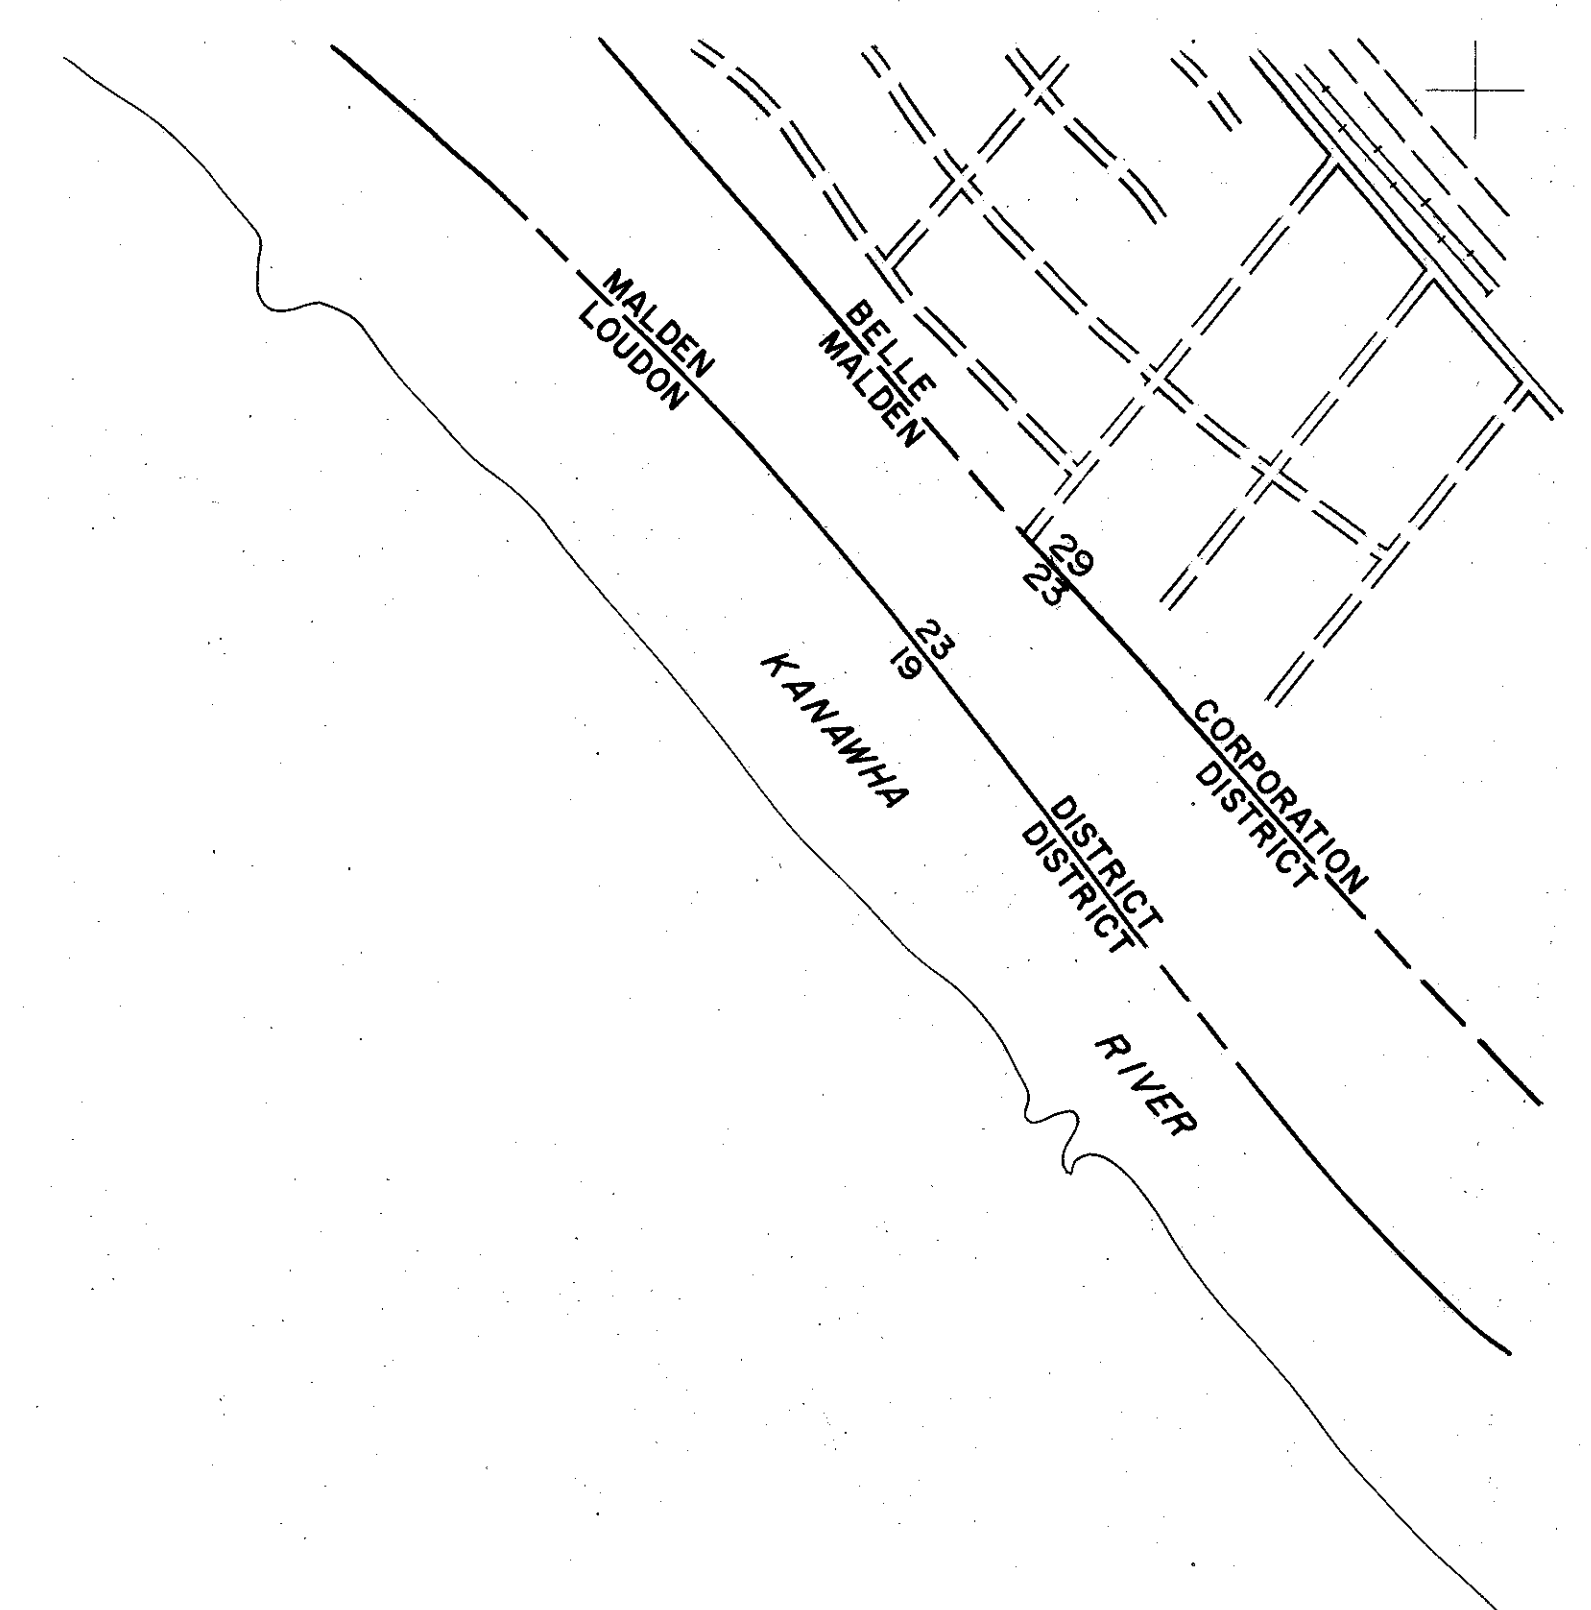 MALDEN
LOUDON
BELLE
MALDEN
29
23
23
19
KANAWHA
CORPORATION
DISTRICT
DISTRICT
DISTRICT
RIVER